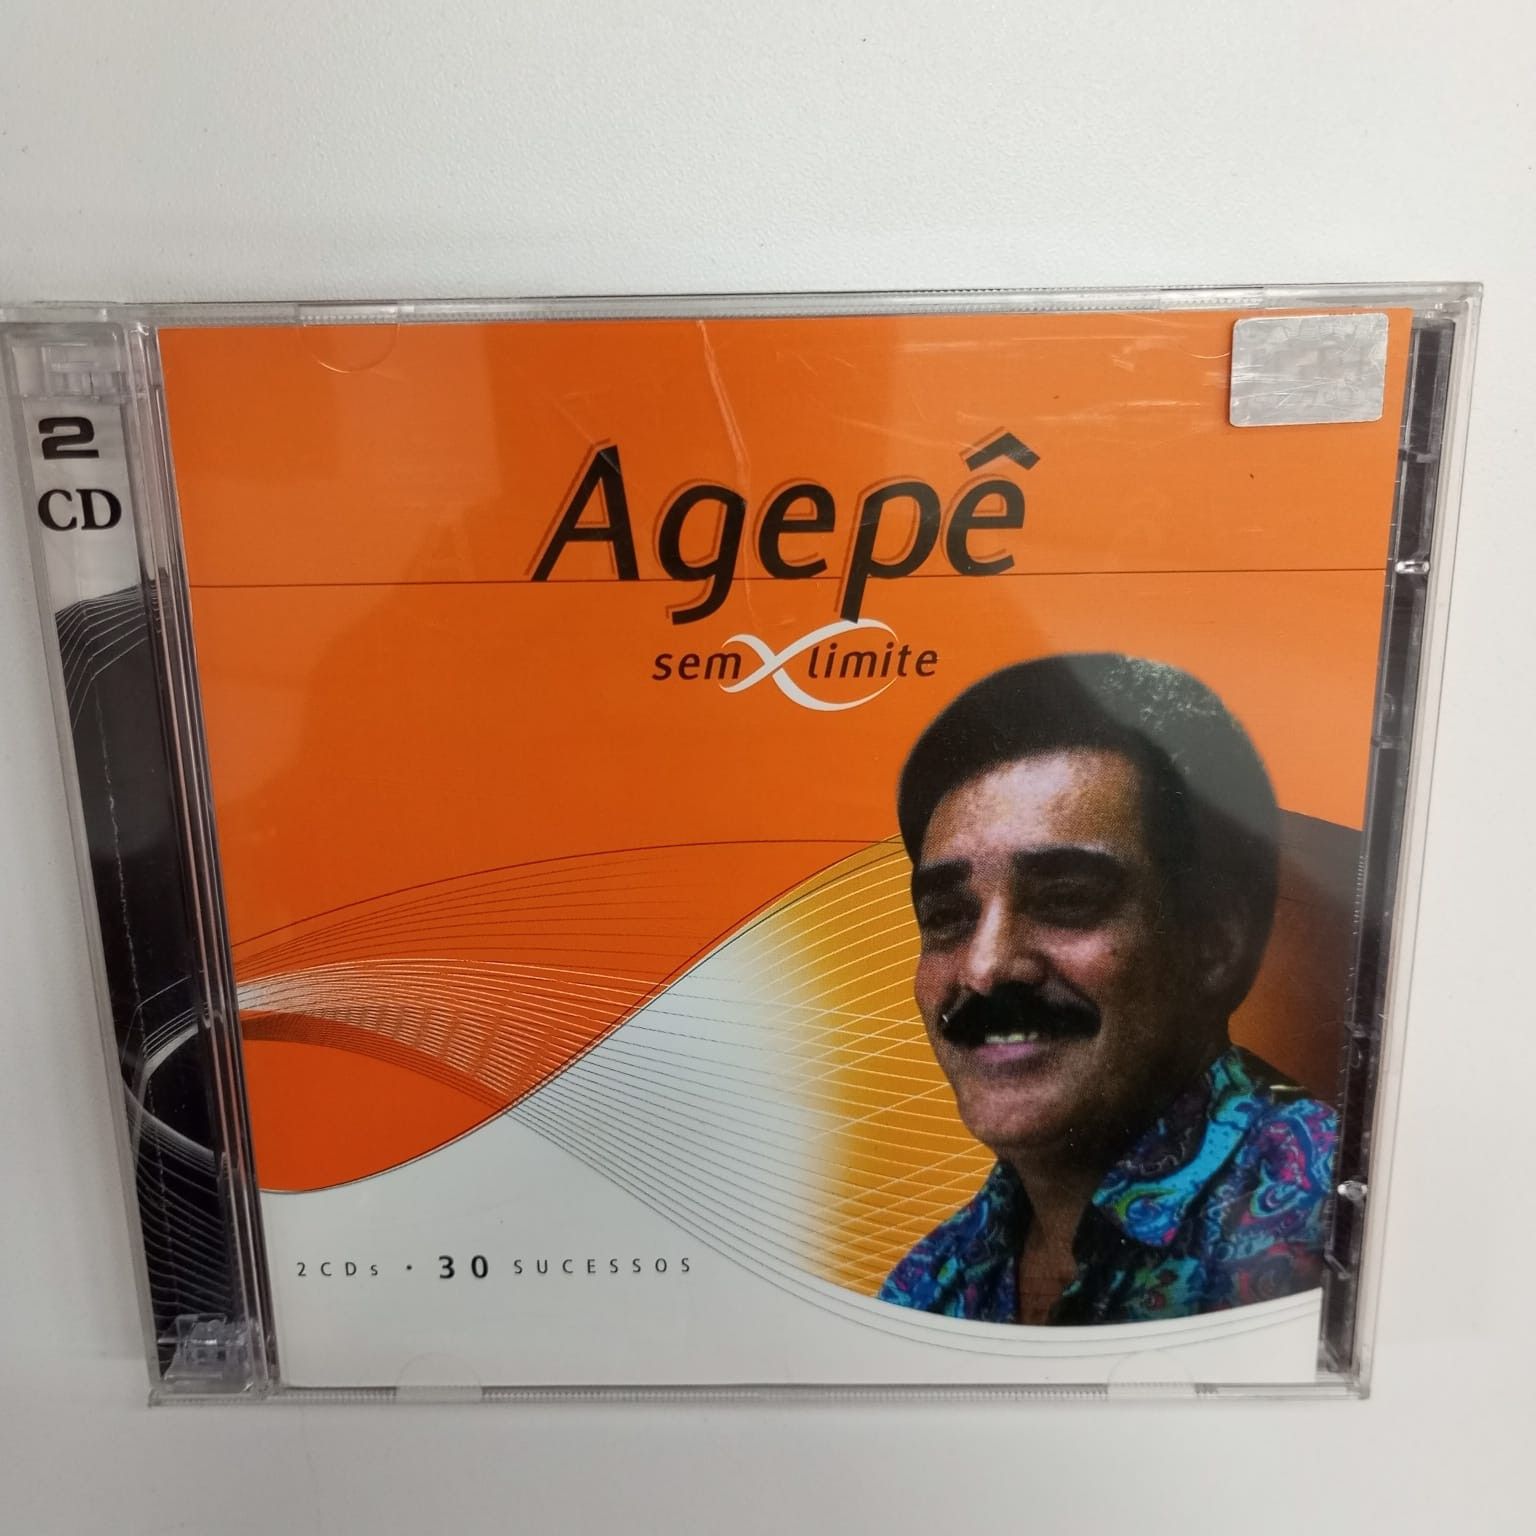 2
CD
Agepê
sem limite
2 CDs • 30 SUCESSOS